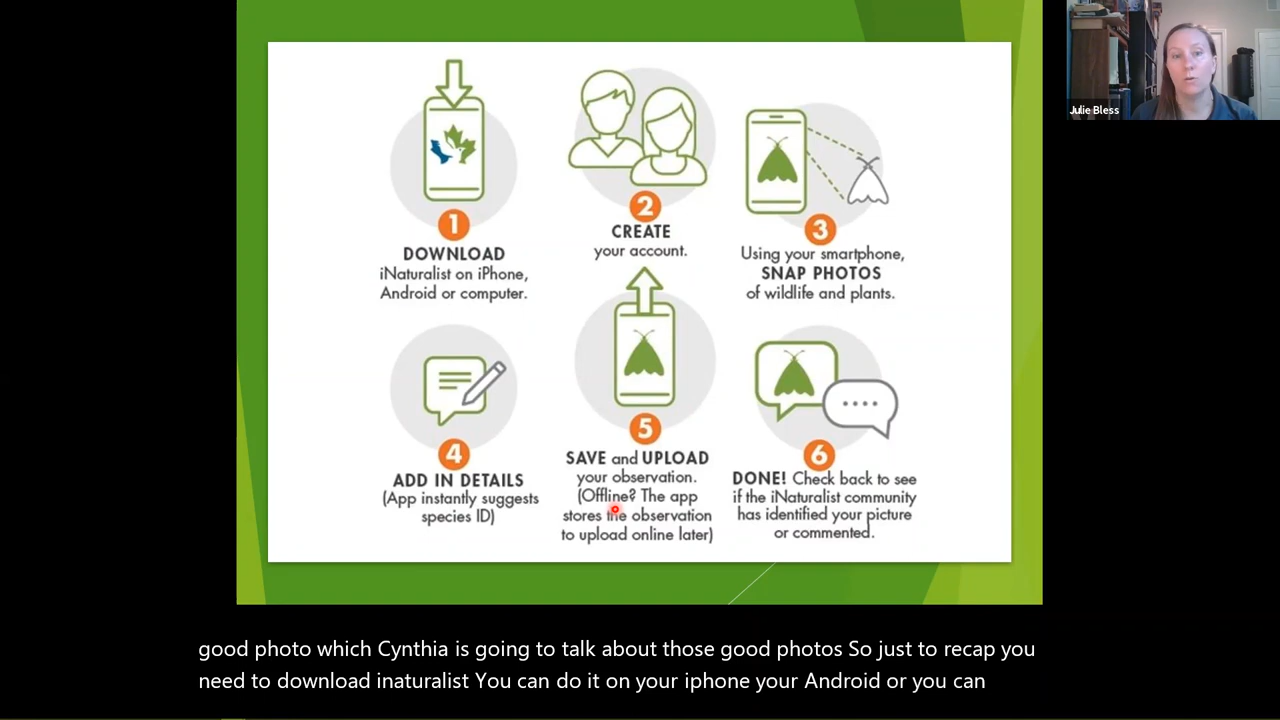 Julie Bless
1
DOWNLOAD
iNaturalist on iPhone,
Android or computer.
2
CREATE
your account.
3
Using your smartphone,
SNAP PHOTOS
of wildlife and plants.
4
ADD IN DETAILS
(App instantly suggests
species ID)
5
SAVE and UPLOAD
your observation.
(Offline? The app
stores the observation
to upload online later)
6
DONE! Check back to see
if the iNaturalist community
has identified your picture
or commented.
good photo which Cynthia is going to talk about those good photos So just to recap you
need to download inaturalist You can do it on your iphone your Android or you can